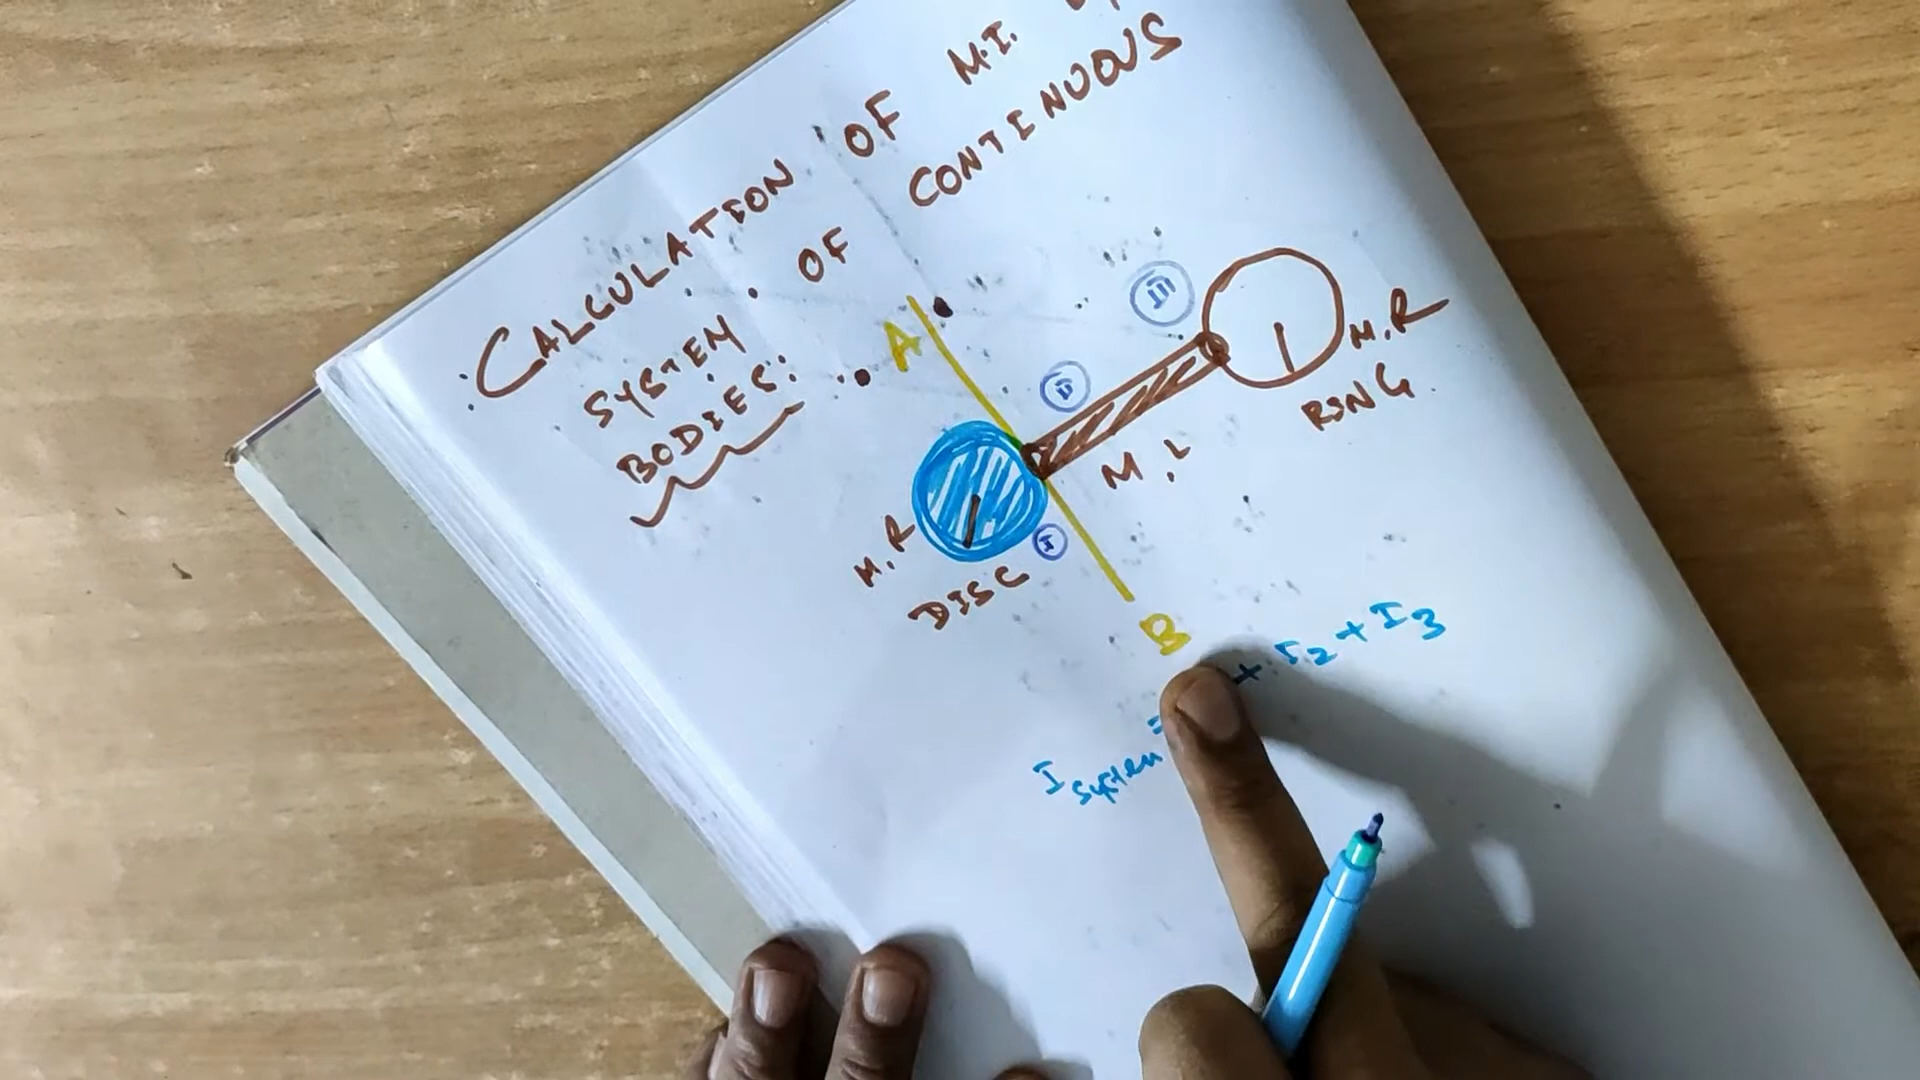 CALCULATION OF M.I.
SYSTEM OF CONTINUOUS
BODIES:
A
III
II
M, R
RING
M, L
I
M, R
DISC
B
I system = + I2 + I3